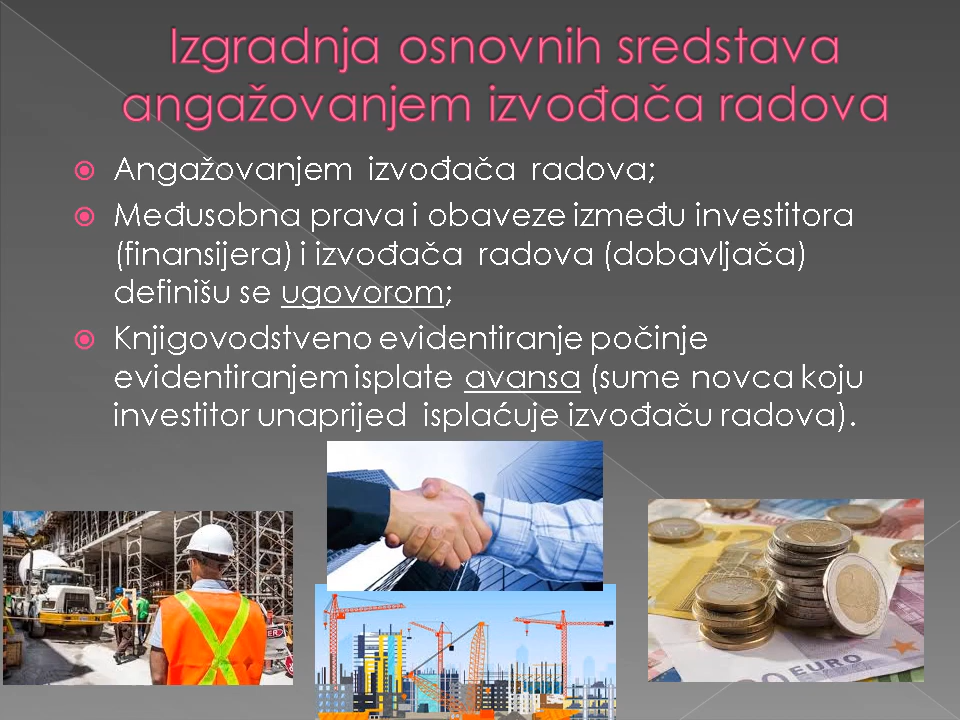 Izgradnja osnovnih sredstava
angažovanjem izvođača radova
Angažovanjem izvođača radova;
Međusobna prava i obaveze između investitora
(finansijera) i izvođača radova (dobavljača)
definišu se ugovorom;
Knjigovodstveno evidentiranje počinje
evidentiranjem isplate avansa (sume novca koju
investitor unaprijed isplaćuje izvođaču radova).
EURO